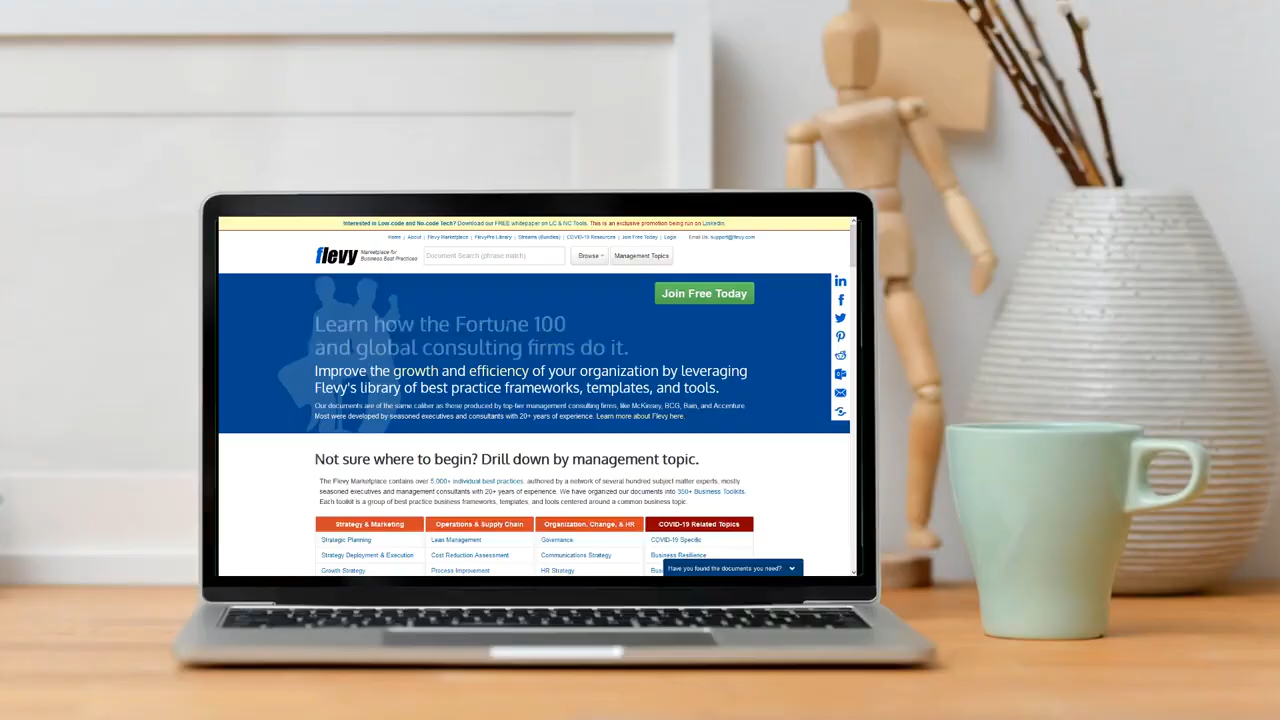 Interested in Low-code and No-code Tech? Download our FREE whitepaper on LC & NC Tools. This is an exclusive promotion being run on LinkedIn.
Home | About | Flevy Marketplace | FlevyPro Library | Streams (Bundles) | COVID-19 Resources | Join Free Today | Login Email Us: support@flevy.com
flevy Marketplace for
Business Best Practices
Document Search (phrase match) Browse Management Topics
Join Free Today
Learn how the Fortune 100
and global consulting firms do it.
Improve the growth and efficiency of your organization by leveraging
Flevy's library of best practice frameworks, templates, and tools.
Our documents are of the same caliber as those produced by top-tier management consulting firms, like McKinsey, BCG, Bain, and Accenture.
Most were developed by seasoned executives and consultants with 20+ years of experience. Learn more about Flevy here.
Not sure where to begin? Drill down by management topic.
The Flevy Marketplace contains over 5,000+ individual best practices, authored by a network of several hundred subject matter experts, mostly
seasoned executives and management consultants with 20+ years of experience. We have organized our documents into 350+ Business Toolkits.
Each toolkit is a group of best practice business frameworks, templates, and tools centered around a common business topic.
Strategy & Marketing Operations & Supply Chain Organization, Change, & HR COVID-19 Related Topics
Strategic Planning Lean Management Governance COVID-19 Specific
Strategy Deployment & Execution Cost Reduction Assessment Communications Strategy Business Resilience
Growth Strategy Process Improvement HR Strategy
Have you found the documents you need?